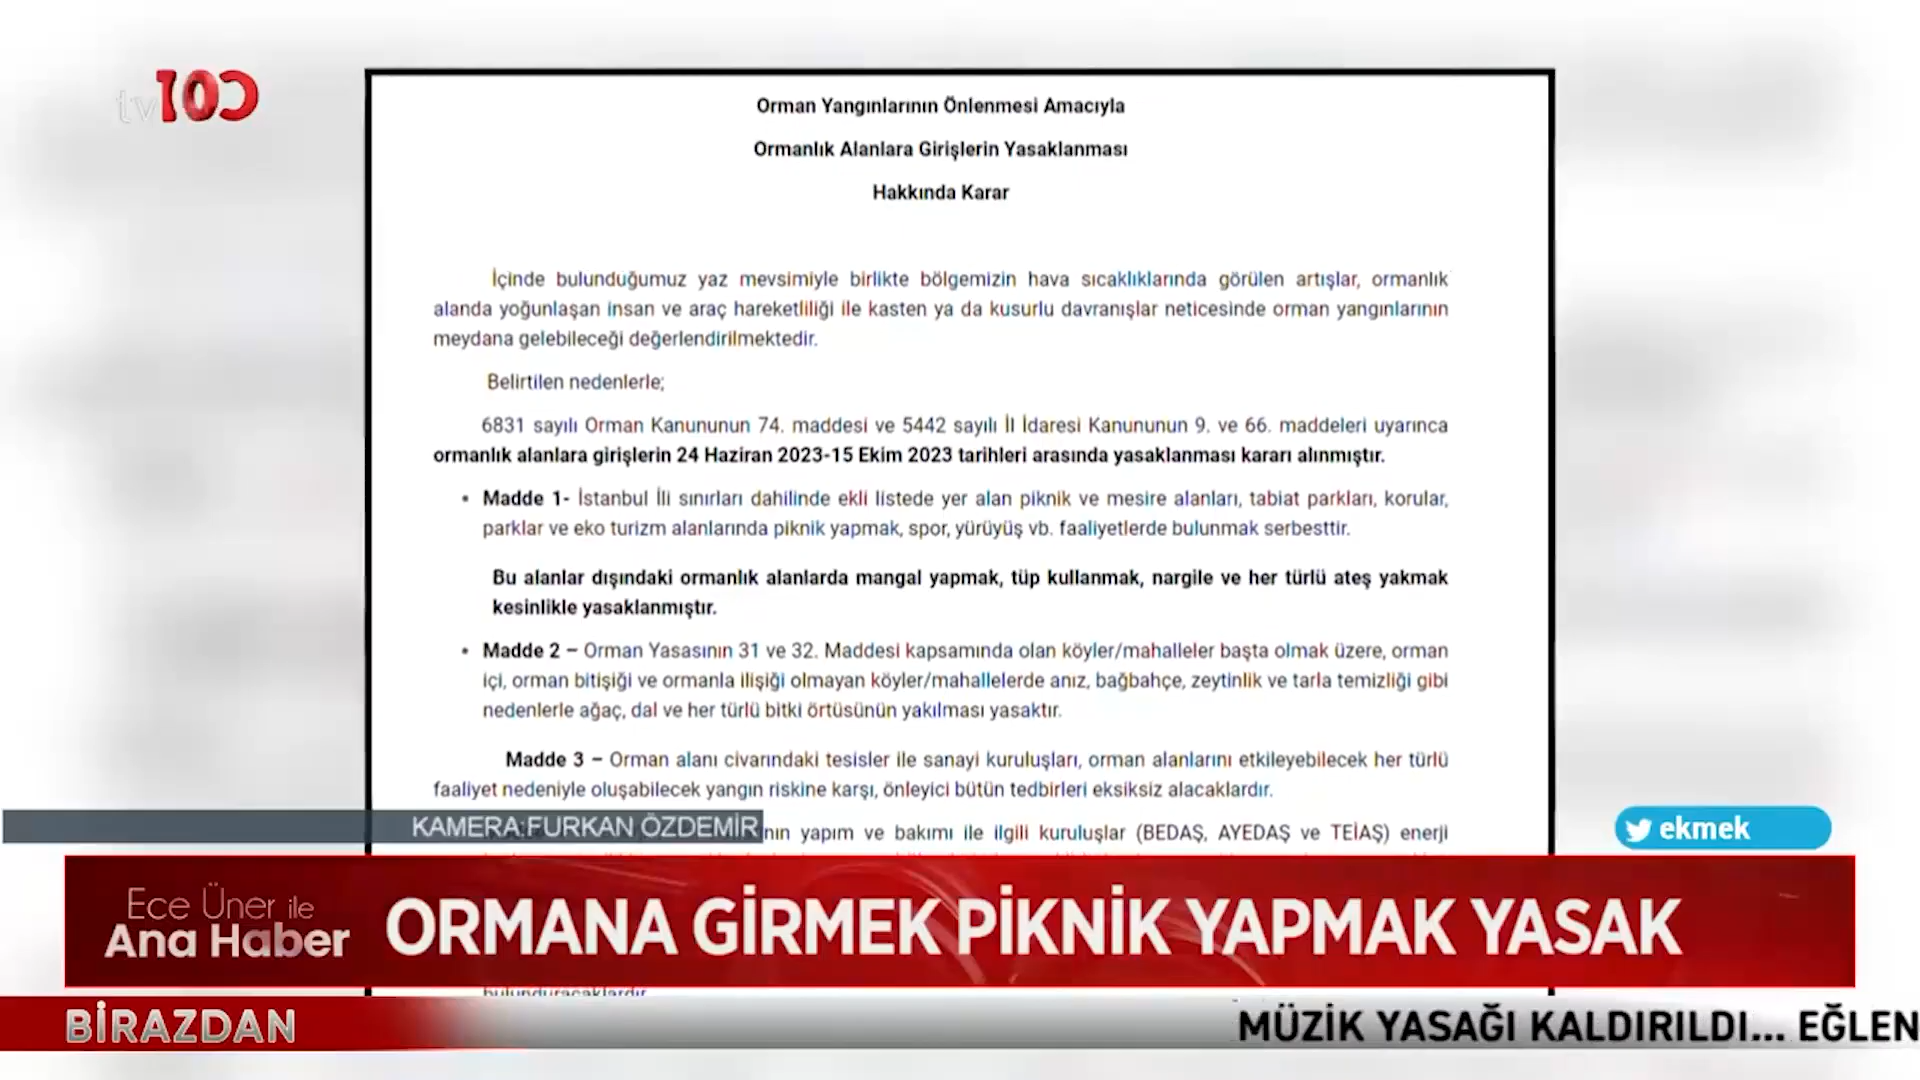 tv100
Orman Yangınlarının Önlenmesi Amacıyla
Ormanlık Alanlara Girişlerin Yasaklanması
Hakkında Karar
İçinde bulunduğumuz yaz mevsimiyle birlikte bölgemizin hava sıcaklıklarında görülen artışlar, ormanlık
alanda yoğunlaşan insan ve araç hareketliliği ile kasten ya da kusurlu davranışlar neticesinde orman yangınlarının
meydana gelebileceği değerlendirilmektedir.
Belirtilen nedenlerle;
6831 sayılı Orman Kanununun 74. maddesi ve 5442 sayılı İl İdaresi Kanununun 9. ve 66. maddeleri uyarınca
ormanlık alanlara girişlerin 24 Haziran 2023-15 Ekim 2023 tarihleri arasında yasaklanması kararı alınmıştır.
• Madde 1- İstanbul İli sınırları dahilinde ekli listede yer alan piknik ve mesire alanları, tabiat parkları, korular,
parklar ve eko turizm alanlarında piknik yapmak, spor, yürüyüş vb. faaliyetlerde bulunmak serbesttir.
Bu alanlar dışındaki ormanlık alanlarda mangal yapmak, tüp kullanmak, nargile ve her türlü ateş yakmak
kesinlikle yasaklanmıştır.
• Madde 2 – Orman Yasasının 31 ve 32. Maddesi kapsamında olan köyler/mahalleler başta olmak üzere, orman
içi, orman bitişiği ve ormanla ilişiği olmayan köyler/mahallelerde anız, bağbahçe, zeytinlik ve tarla temizliği gibi
nedenlerle ağaç, dal ve her türlü bitki örtüsünün yakılması yasaktır.
Madde 3 – Orman alanı civarındaki tesisler ile sanayi kuruluşları, orman alanlarını etkileyebilecek her türlü
faaliyet nedeniyle oluşabilecek yangın riskine karşı, önleyici bütün tedbirleri eksiksiz alacaklardır.
KAMERA:FURKAN ÖZDEMİR
yapım ve bakımı ile ilgili kuruluşlar (BEDAŞ, AYEDAŞ ve TEİAŞ) enerji
ekmek
Ece Üner ile
Ana Haber
ORMANA GİRMEK PİKNİK YAPMAK YASAK
bulunduracaklardır.
BİRAZDAN
MÜZİK YASAĞI KALDIRILDI... EĞLEN